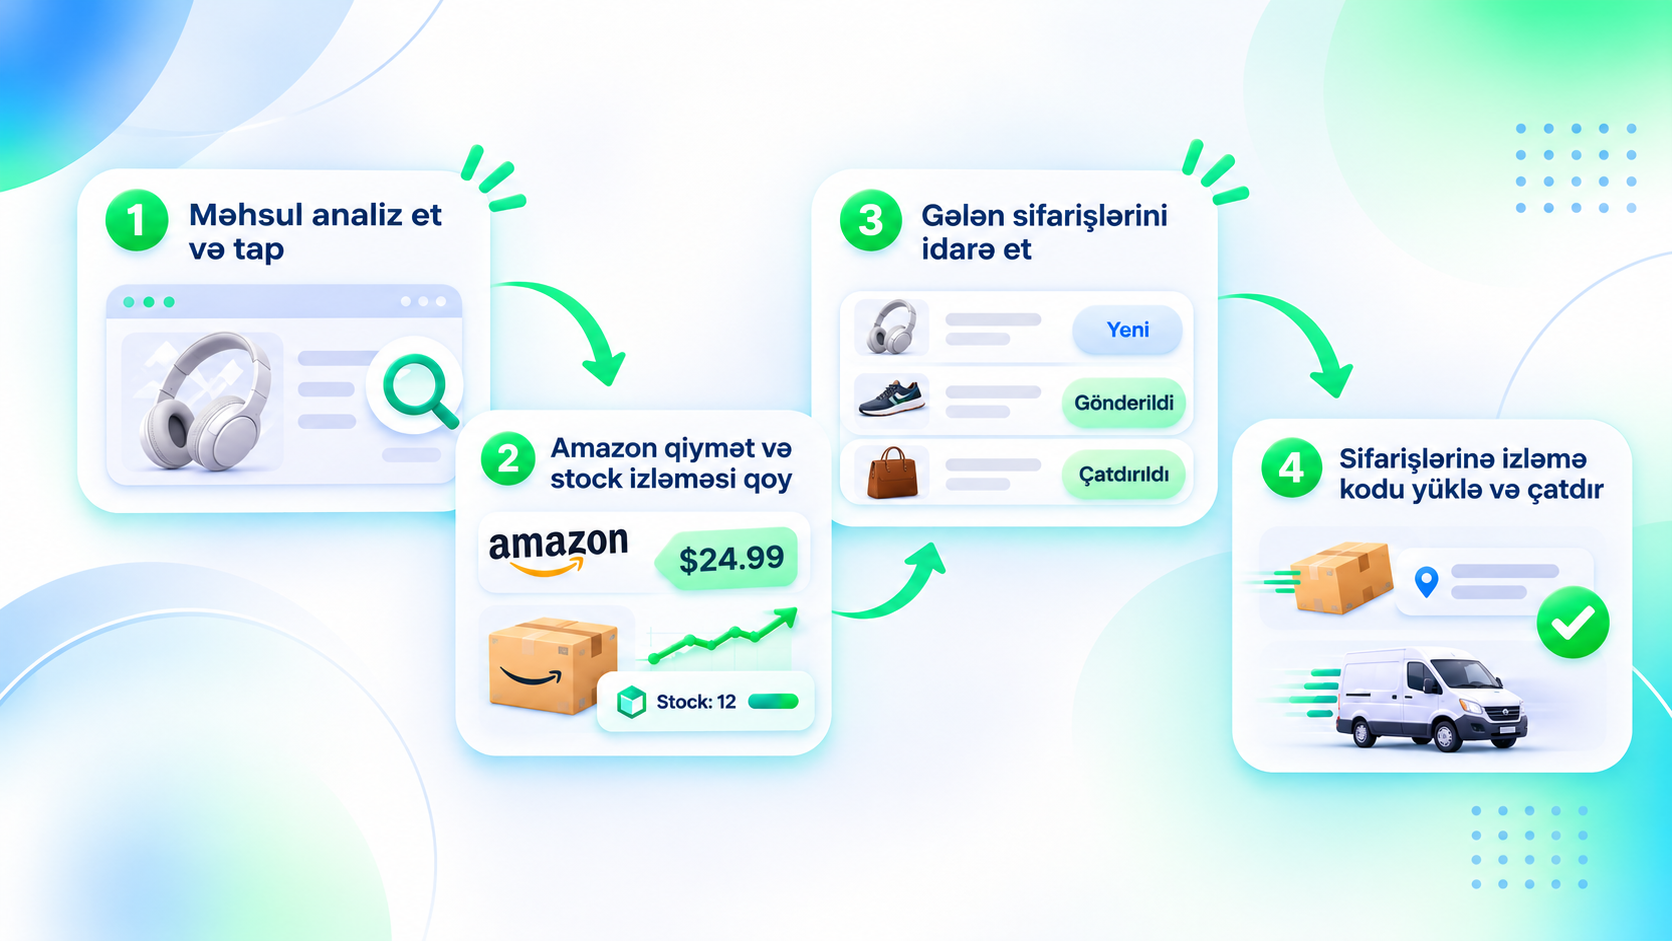 1
Məhsul analiz et
və tap
2
Amazon qiymət və
stock izləməsi qoy
amazon
$24.99
Stock: 12
3
Gələn sifarişlərini
idarə et
Yeni
Gönderildi
Çatdırıldı
4
Sifarişlərinə izləmə
kodu yüklə və çatdır